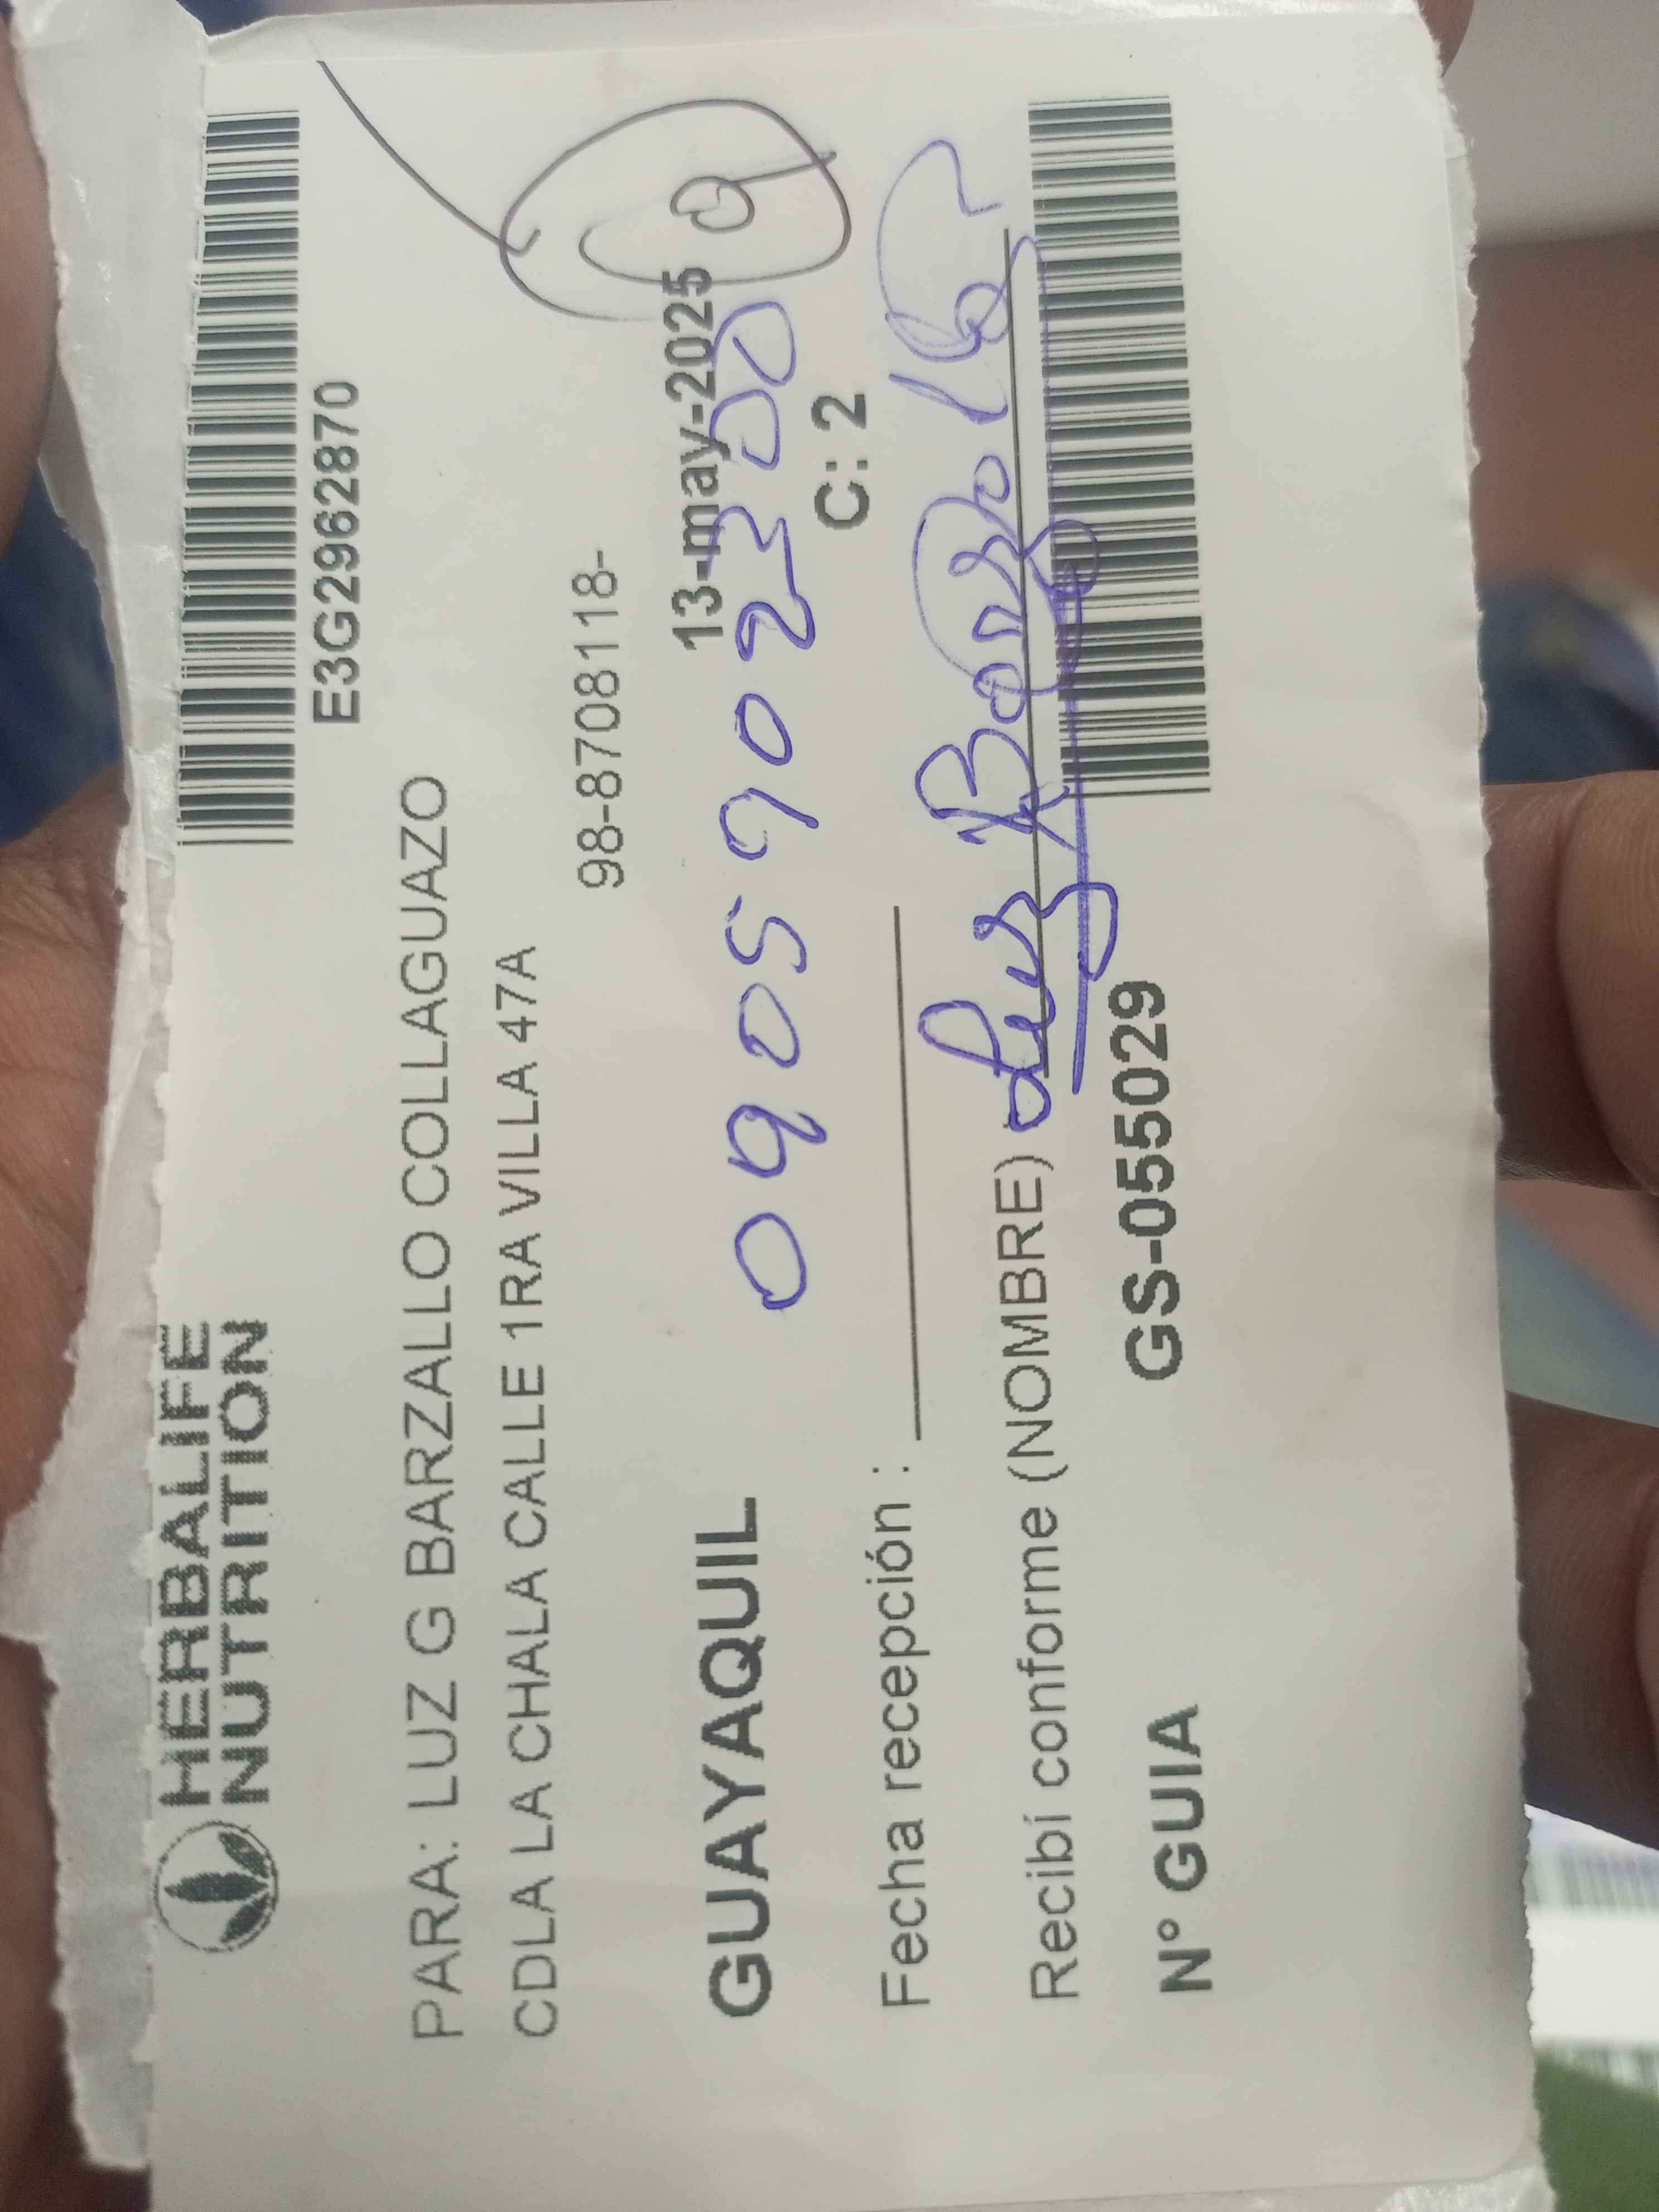 HERBALIFE
NUTRITION
E3G2962870
PARA: LUZ G BARZALLO COLLAGUAZO
CDLA LA CHALA CALLE 1RA VILLA 47A
98-8708118-
GUAYAQUIL
13-may-2025
C: 2
Fecha recepción :
Recibí conforme (NOMBRE) Luz
N° GUIA GS-055029